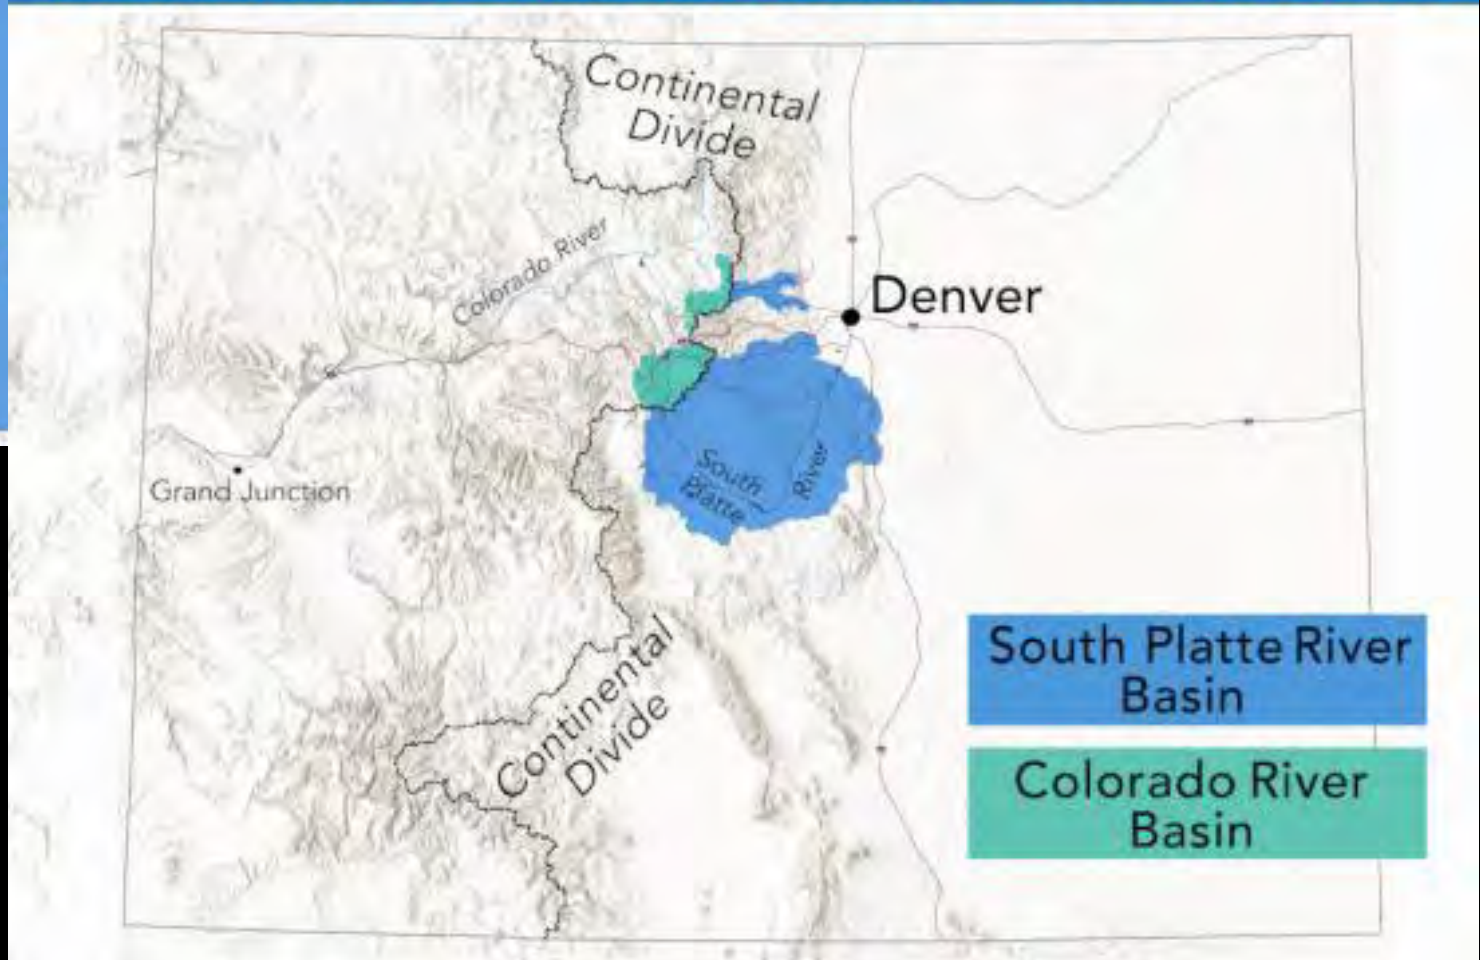 Continental
Divide
Colorado River
Denver
Grand Junction
South
Platte
River
Continental
Divide
South Platte River
Basin
Colorado River
Basin